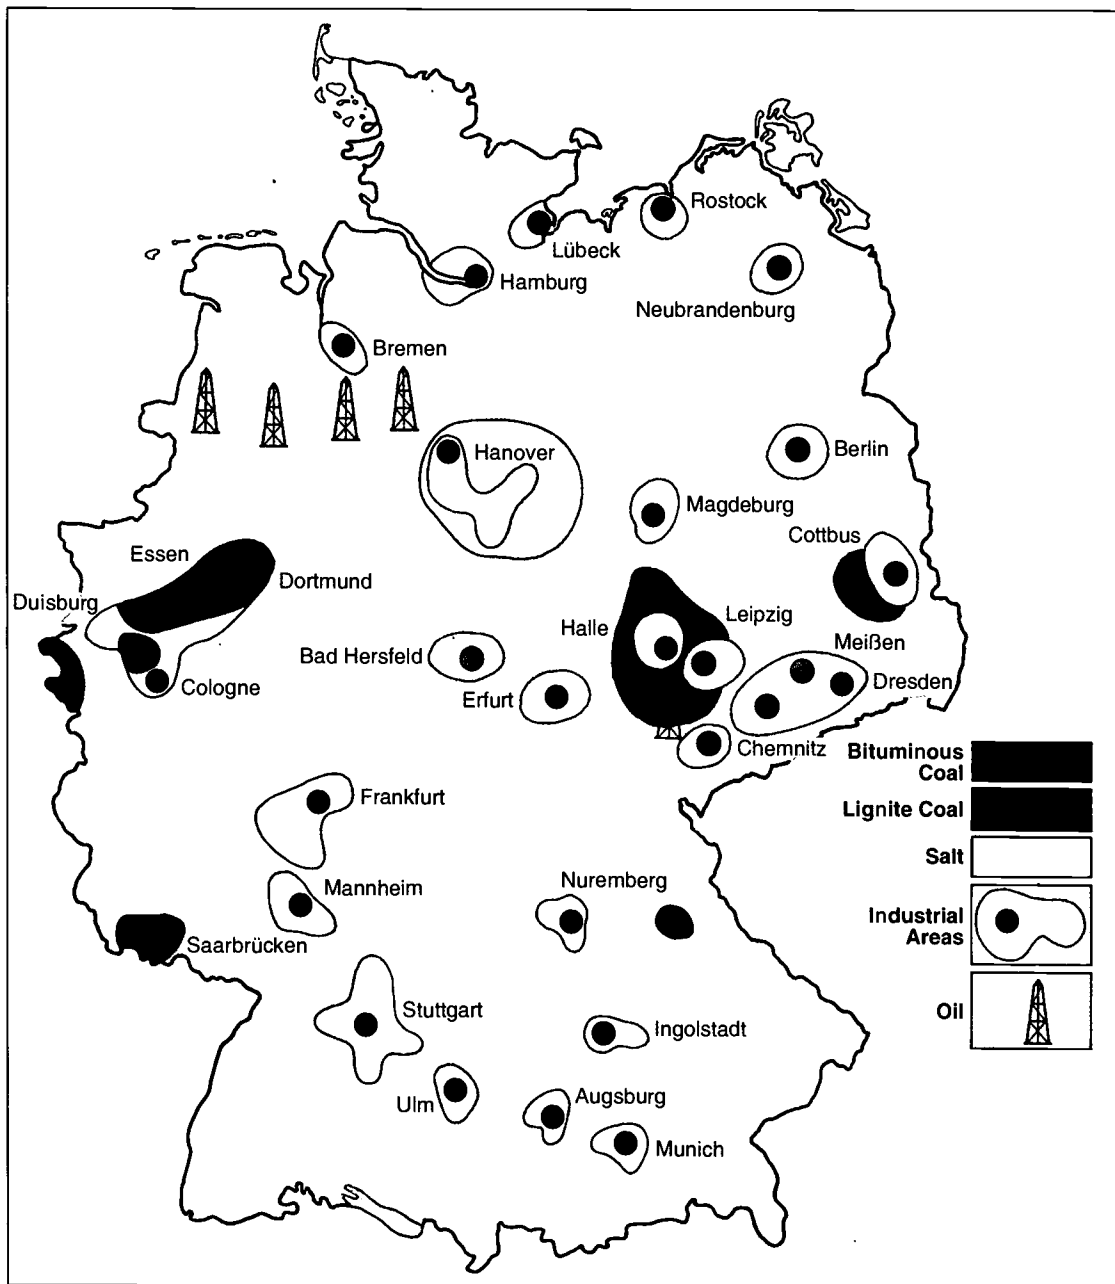 Rostock
Lübeck
Hamburg
Neubrandenburg
Bremen
Hanover
Berlin
Magdeburg
Cottbus
Essen
Dortmund
Duisburg
Halle
Leipzig
Meißen
Bad Hersfeld
Cologne
Erfurt
Dresden
Chemnitz
Bituminous
Coal
Lignite Coal
Salt
Industrial
Areas
Oil
Frankfurt
Mannheim
Nuremberg
Saarbrücken
Stuttgart
Ingolstadt
Ulm
Augsburg
Munich